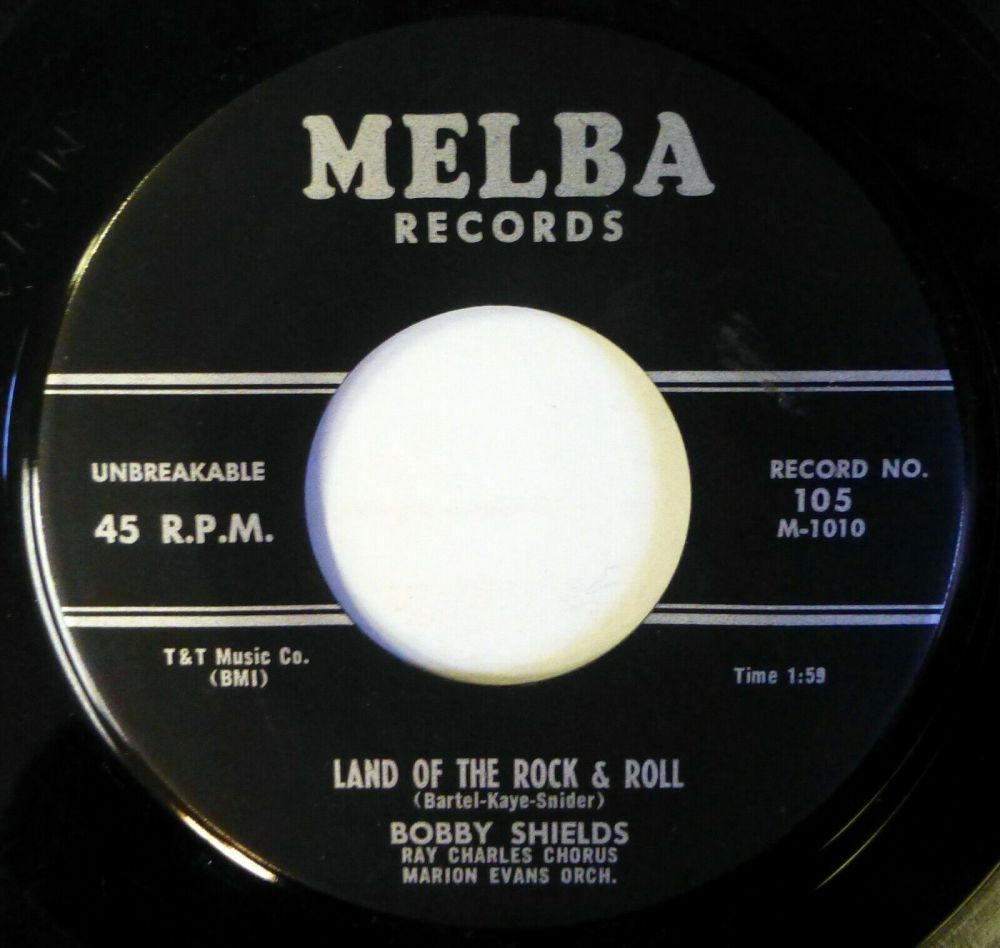 MELBA
RECORDS
UNBREAKABLE
45 R.P.M.
RECORD NO.
105
M-1010
T&T Music Co.
(BMI)
Time 1:59
LAND OF THE ROCK & ROLL
(Bartel-Kaye-Snider)
BOBBY SHIELDS
RAY CHARLES CHORUS
MARION EVANS ORCH.